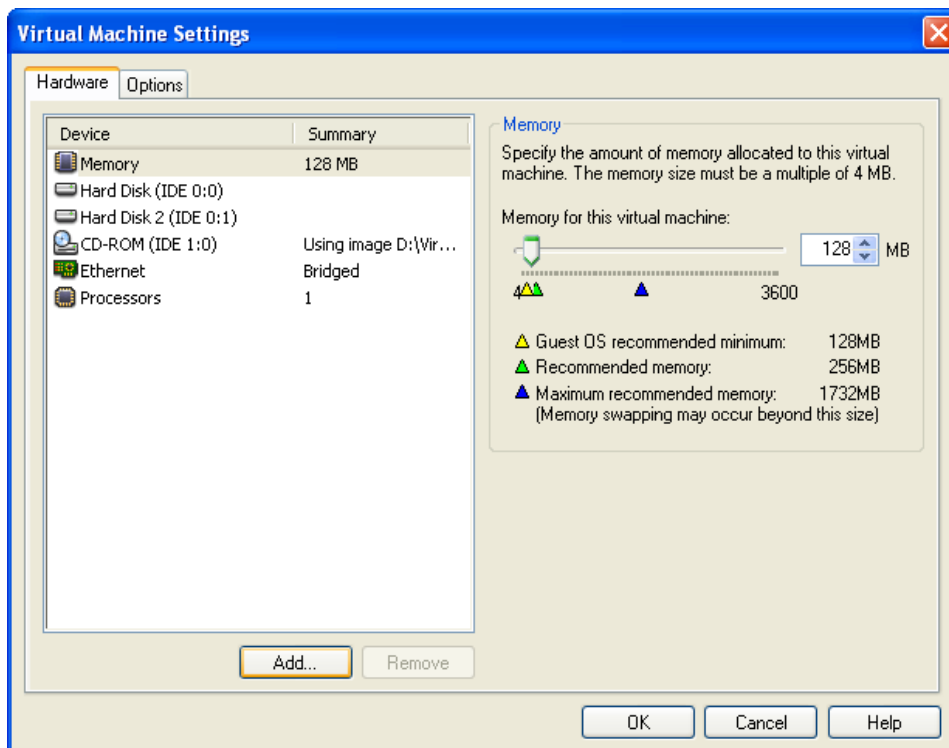 Virtual Machine Settings
Hardware Options
Device Summary
Memory 128 MB
Hard Disk (IDE 0:0)
Hard Disk 2 (IDE 0:1)
CD-ROM (IDE 1:0) Using image D:\Vir...
Ethernet Bridged
Processors 1
Add... Remove
Memory
Specify the amount of memory allocated to this virtual
machine. The memory size must be a multiple of 4 MB.
Memory for this virtual machine:
128 MB
4 3600
Guest OS recommended minimum: 128MB
Recommended memory: 256MB
Maximum recommended memory: 1732MB
(Memory swapping may occur beyond this size)
OK Cancel Help